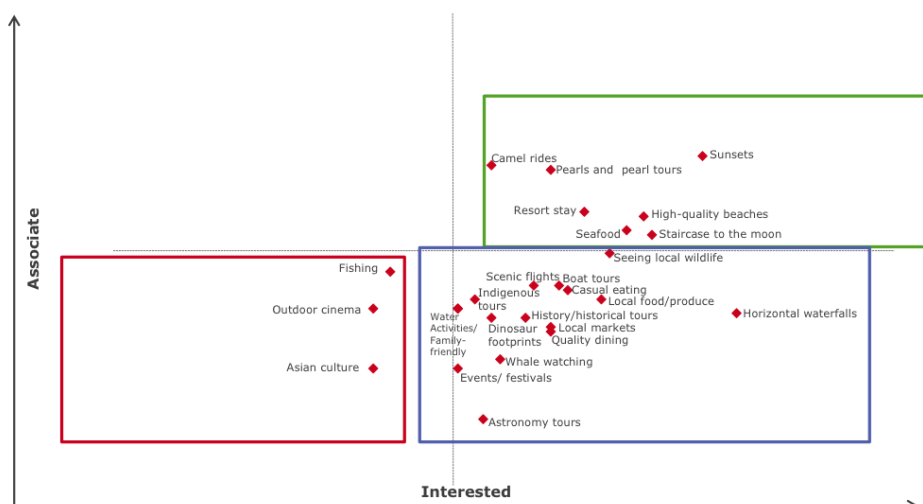 Associate
Camel rides
Pearls and pearl tours
Sunsets
Resort stay
High-quality beaches
Seafood
Staircase to the moon
Seeing local wildlife
Fishing
Scenic flights
Boat tours
Casual eating
Indigenous
tours
Local food/produce
Outdoor cinema
Horizontal waterfalls
Water
Activities/
Family-
friendly
Dinosaur
footprints
History/historical tours
Local markets
Quality dining
Whale watching
Asian culture
Events/ festivals
Astronomy tours
Interested